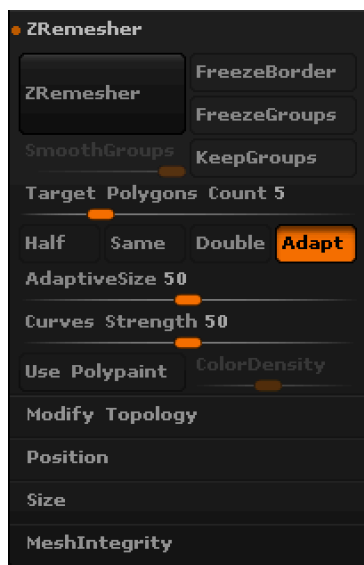 ZRemesher
ZRemesher
FreezeBorder
FreezeGroups
SmoothGroups KeepGroups
Target Polygons Count 5
Half Same Double Adapt
AdaptiveSize 50
Curves Strength 50
Use Polypaint ColorDensity
Modify Topology
Position
Size
MeshIntegrity